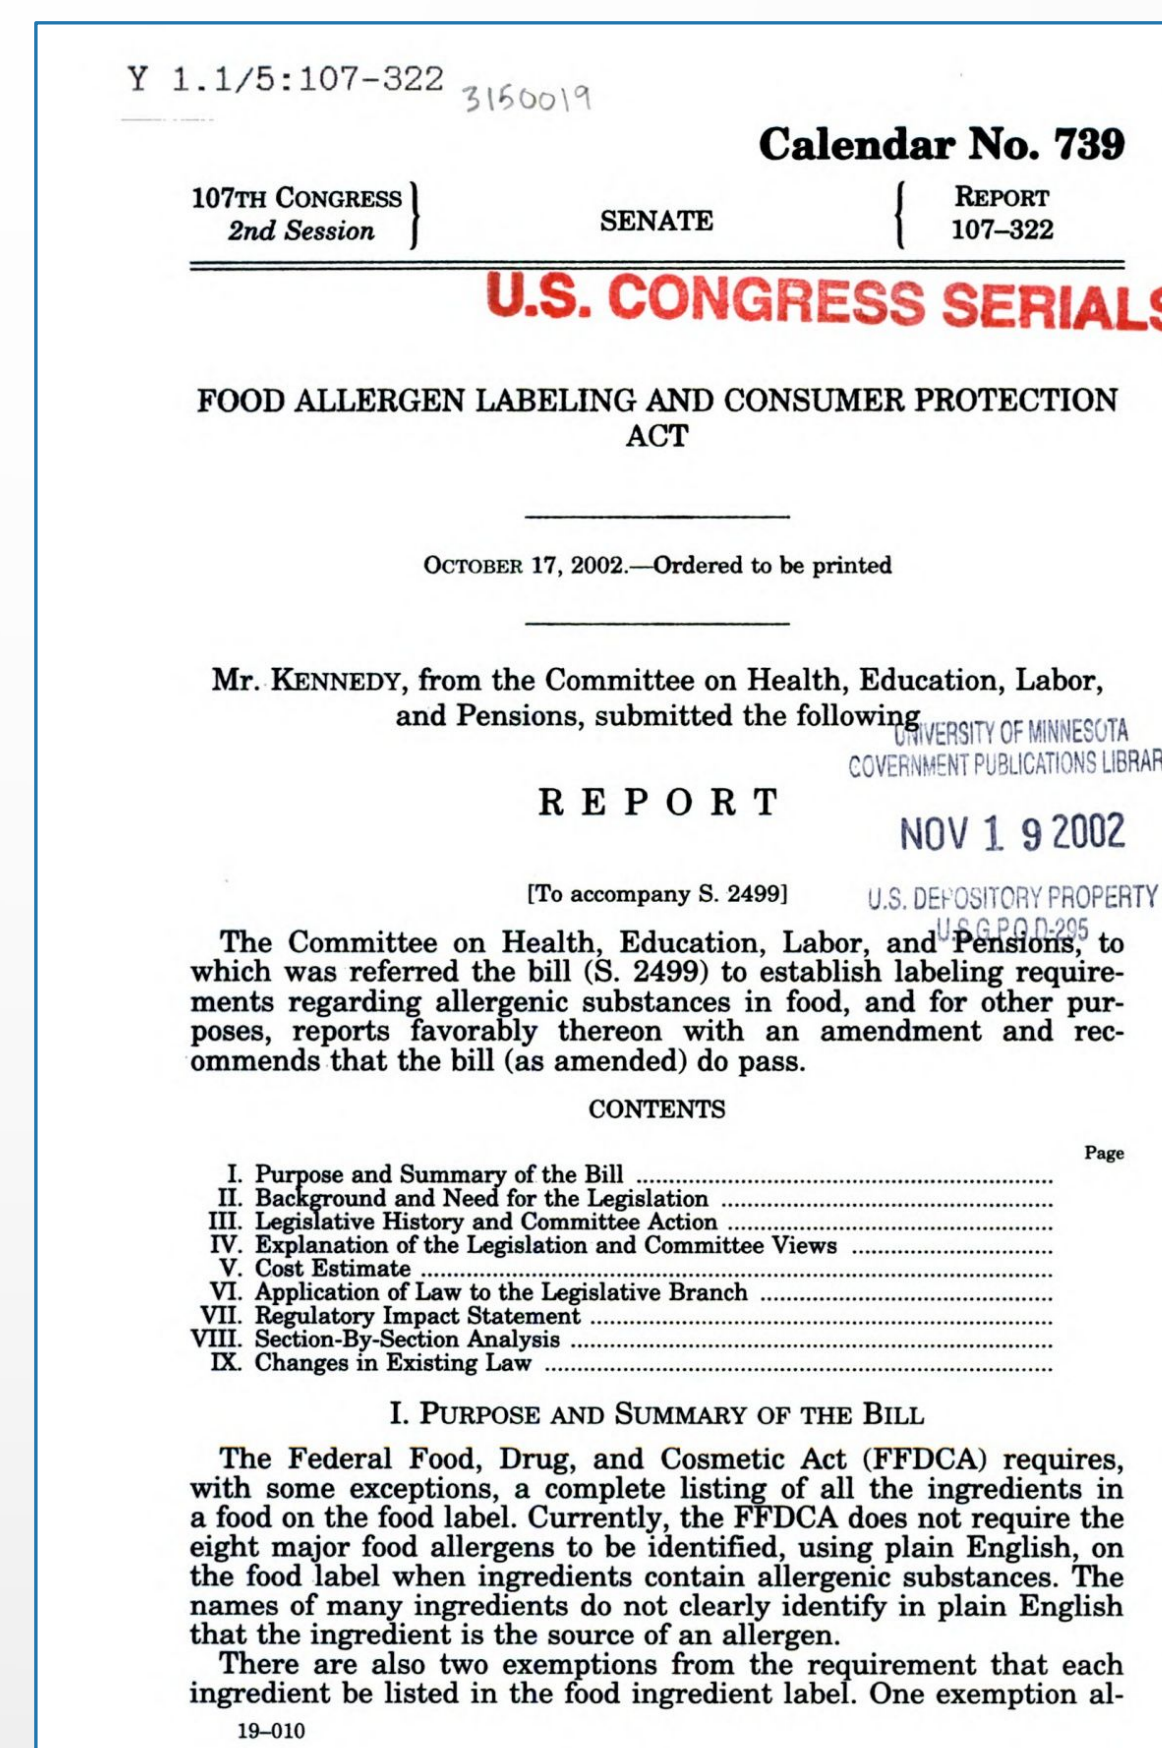 Y 1.1/5:107-322 3150019
Calendar No. 739
107TH CONGRESS
2nd Session
SENATE
REPORT
107–322
U.S. CONGRESS SERIALS
FOOD ALLERGEN LABELING AND CONSUMER PROTECTION
ACT
OCTOBER 17, 2002.—Ordered to be printed
Mr. KENNEDY, from the Committee on Health, Education, Labor,
and Pensions, submitted the following
UNIVERSITY OF MINNESOTA
GOVERNMENT PUBLICATIONS LIBRAR
REPORT
NOV 19 2002
[To accompany S. 2499]
U.S. DEPOSITORY PROPERTY
U.S.G.P.O. D-295
The Committee on Health, Education, Labor, and Pensions, to
which was referred the bill (S. 2499) to establish labeling require-
ments regarding allergenic substances in food, and for other pur-
poses, reports favorably thereon with an amendment and rec-
ommends that the bill (as amended) do pass.
CONTENTS
Page
I. Purpose and Summary of the Bill
II. Background and Need for the Legislation
III. Legislative History and Committee Action
IV. Explanation of the Legislation and Committee Views
V. Cost Estimate
VI. Application of Law to the Legislative Branch
VII. Regulatory Impact Statement
VIII. Section-By-Section Analysis
IX. Changes in Existing Law
I. PURPOSE AND SUMMARY OF THE BILL
The Federal Food, Drug, and Cosmetic Act (FFDCA) requires,
with some exceptions, a complete listing of all the ingredients in
a food on the food label. Currently, the FFDCA does not require the
eight major food allergens to be identified, using plain English, on
the food label when ingredients contain allergenic substances. The
names of many ingredients do not clearly identify in plain English
that the ingredient is the source of an allergen.
There are also two exemptions from the requirement that each
ingredient be listed in the food ingredient label. One exemption al-
19–010